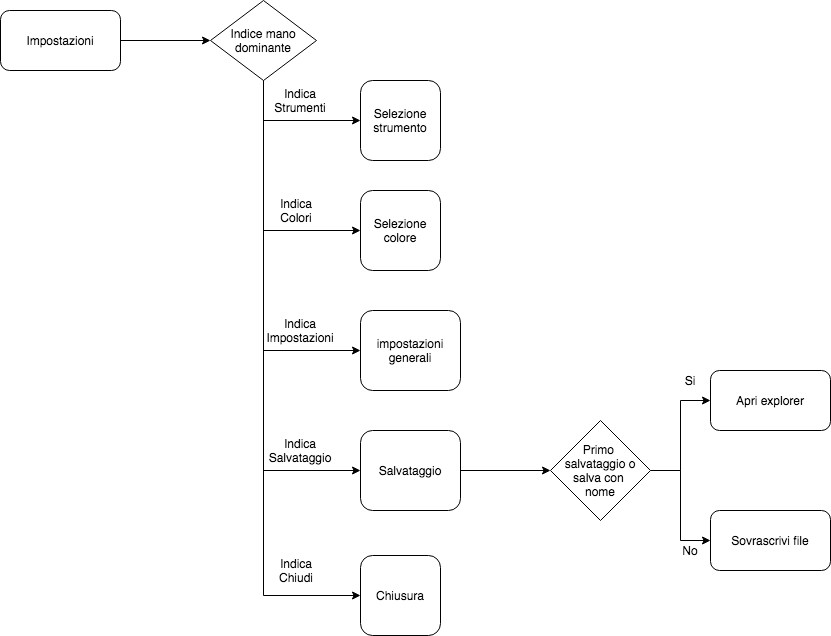 Impostazioni
Indice mano
dominante
Indica
Strumenti
Selezione
strumento
Indica
Colori
Selezione
colore
Indica
Impostazioni
impostazioni
generali
Indica
Salvataggio
Salvataggio
Primo
salvataggio o
salva con
nome
Si
Apri explorer
No
Sovrascrivi file
Indica
Chiudi
Chiusura